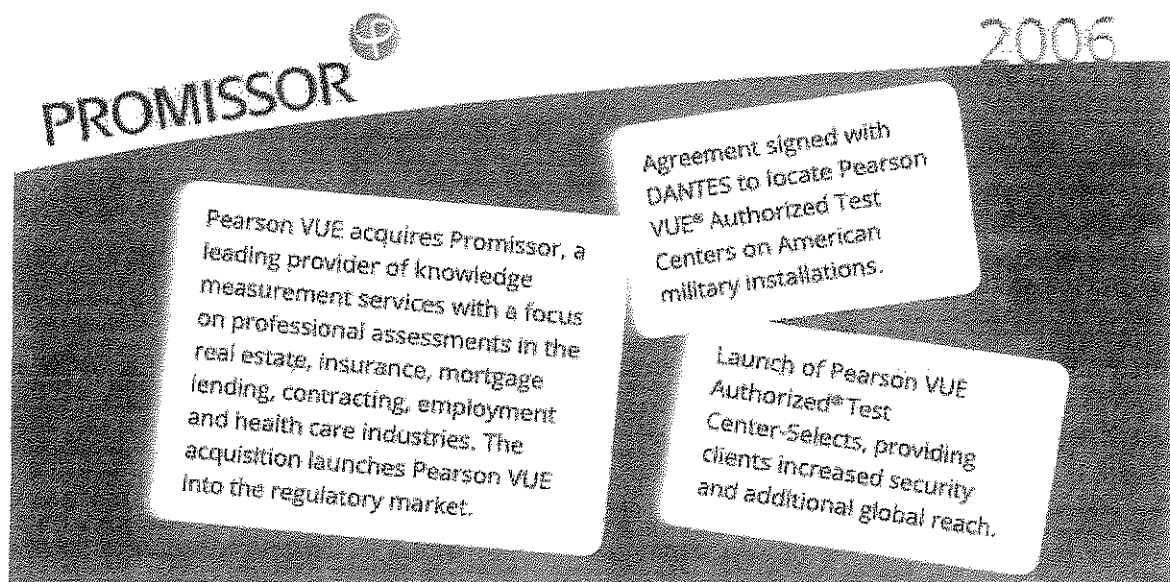 PROMISSOR
2006
Pearson VUE acquires Promissor, a
leading provider of knowledge
measurement services with a focus
on professional assessments in the
real estate, insurance, mortgage
lending, contracting, employment
and health care industries. The
acquisition launches Pearson VUE
into the regulatory market.
Agreement signed with
DANTES to locate Pearson
VUE® Authorized Test
Centers on American
military installations.
Launch of Pearson VUE
Authorized® Test
Center-Selects, providing
clients increased security
and additional global reach.